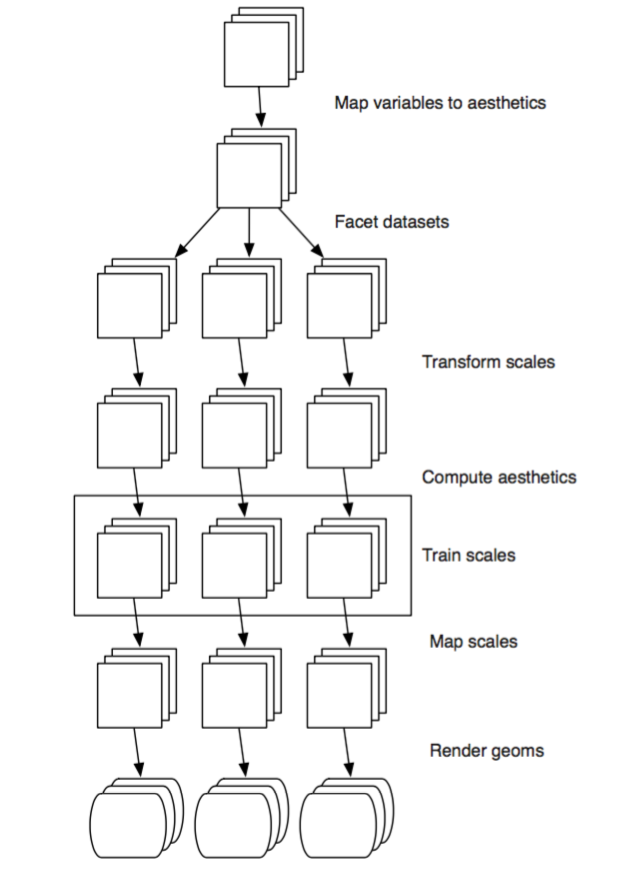 Map variables to aesthetics
Facet datasets
Transform scales
Compute aesthetics
Train scales
Map scales
Render geoms